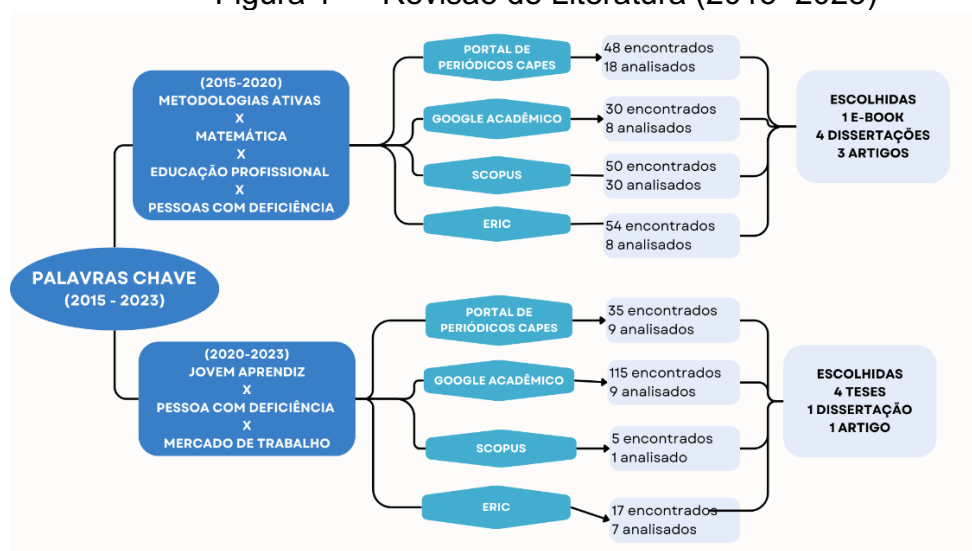 Figura 1 — Revisão de Literatura (2015–2023)
PALAVRAS CHAVE
(2015 - 2023)
(2015-2020)
METODOLOGIAS ATIVAS
X
MATEMÁTICA
X
EDUCAÇÃO PROFISSIONAL
X
PESSOAS COM DEFICIÊNCIA
PORTAL DE
PERIÓDICOS CAPES
48 encontrados
18 analisados
GOOGLE ACADÊMICO
30 encontrados
8 analisados
SCOPUS
50 encontrados
30 analisados
ERIC
54 encontrados
8 analisados
ESCOLHIDAS
1 E-BOOK
4 DISSERTAÇÕES
3 ARTIGOS
(2020-2023)
JOVEM APRENDIZ
X
PESSOA COM DEFICIÊNCIA
X
MERCADO DE TRABALHO
PORTAL DE
PERIÓDICOS CAPES
35 encontrados
9 analisados
GOOGLE ACADÊMICO
115 encontrados
9 analisados
SCOPUS
5 encontrados
1 analisado
ERIC
17 encontrados
7 analisados
ESCOLHIDAS
4 TESES
1 DISSERTAÇÃO
1 ARTIGO